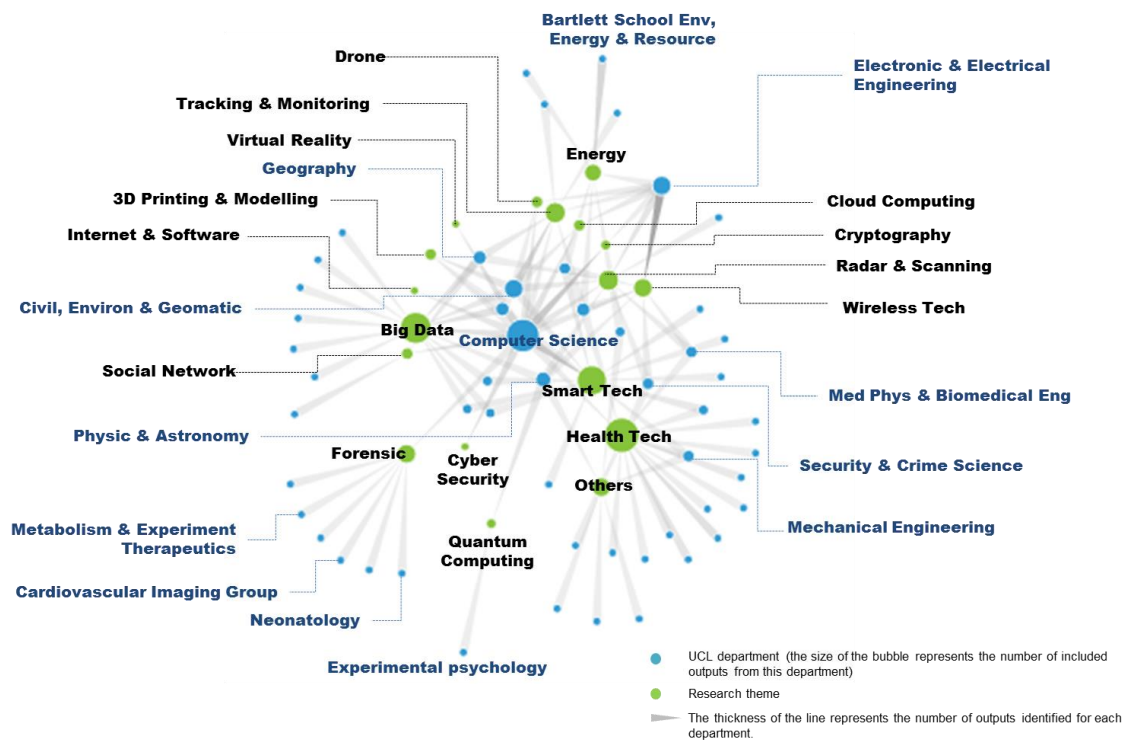 Bartlett School Env,
Energy & Resource
Drone
Electronic & Electrical
Engineering
Tracking & Monitoring
Virtual Reality
Energy
Geography
3D Printing & Modelling
Cloud Computing
Internet & Software
Cryptography
Radar & Scanning
Civil, Environ & Geomatic
Wireless Tech
Big Data
Computer Science
Social Network
Smart Tech
Med Phys & Biomedical Eng
Physic & Astronomy
Health Tech
Forensic
Cyber
Security
Security & Crime Science
Others
Metabolism & Experiment
Therapeutics
Mechanical Engineering
Quantum
Computing
Cardiovascular Imaging Group
Neonatology
Experimental psychology
UCL department (the size of the bubble represents the number of included
outputs from this department)
Research theme
The thickness of the line represents the number of outputs identified for each
department.